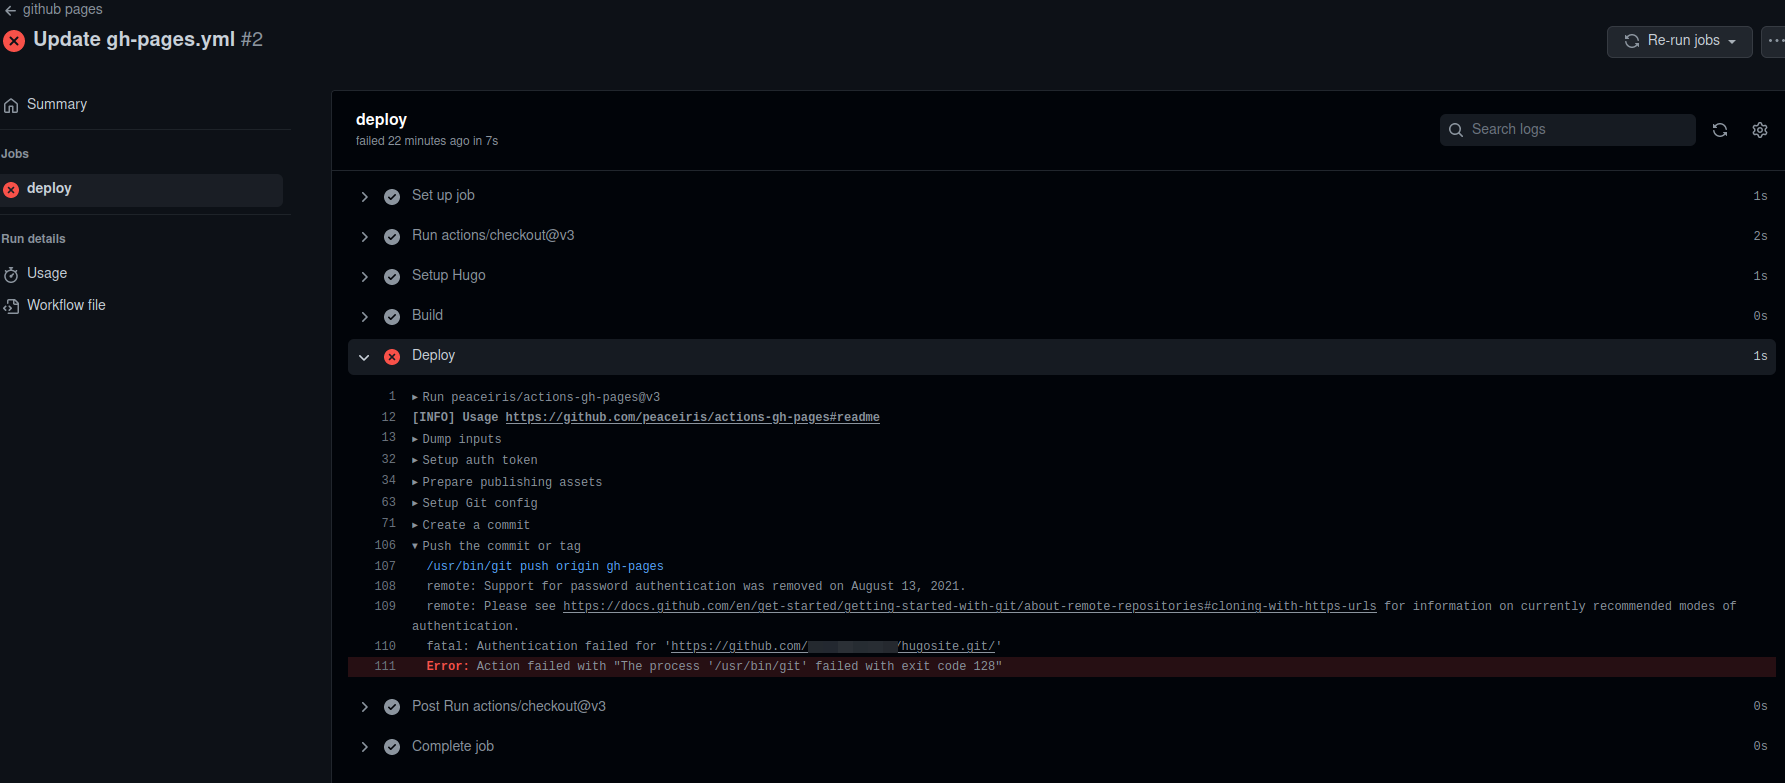 github pages
Update gh-pages.yml #2
Re-run jobs
Summary
Jobs
deploy
Run details
Usage
Workflow file
deploy
failed 22 minutes ago in 7s
Search logs
Set up job 1s
Run actions/checkout@v3 2s
Setup Hugo 1s
Build 0s
Deploy 1s
1 Run peaceiris/actions-gh-pages@v3
12 [INFO] Usage https://github.com/peaceiris/actions-gh-pages#readme
13 Dump inputs
32 Setup auth token
34 Prepare publishing assets
63 Setup Git config
71 Create a commit
106 Push the commit or tag
107 /usr/bin/git push origin gh-pages
108 remote: Support for password authentication was removed on August 13, 2021.
109 remote: Please see https://docs.github.com/en/get-started/getting-started-with-git/about-remote-repositories#cloning-with-https-urls for information on currently recommended modes of
authentication.
110 fatal: Authentication failed for 'https://github.com/ /hugosite.git/'
111 Error: Action failed with "The process '/usr/bin/git' failed with exit code 128"
Post Run actions/checkout@v3 0s
Complete job 0s